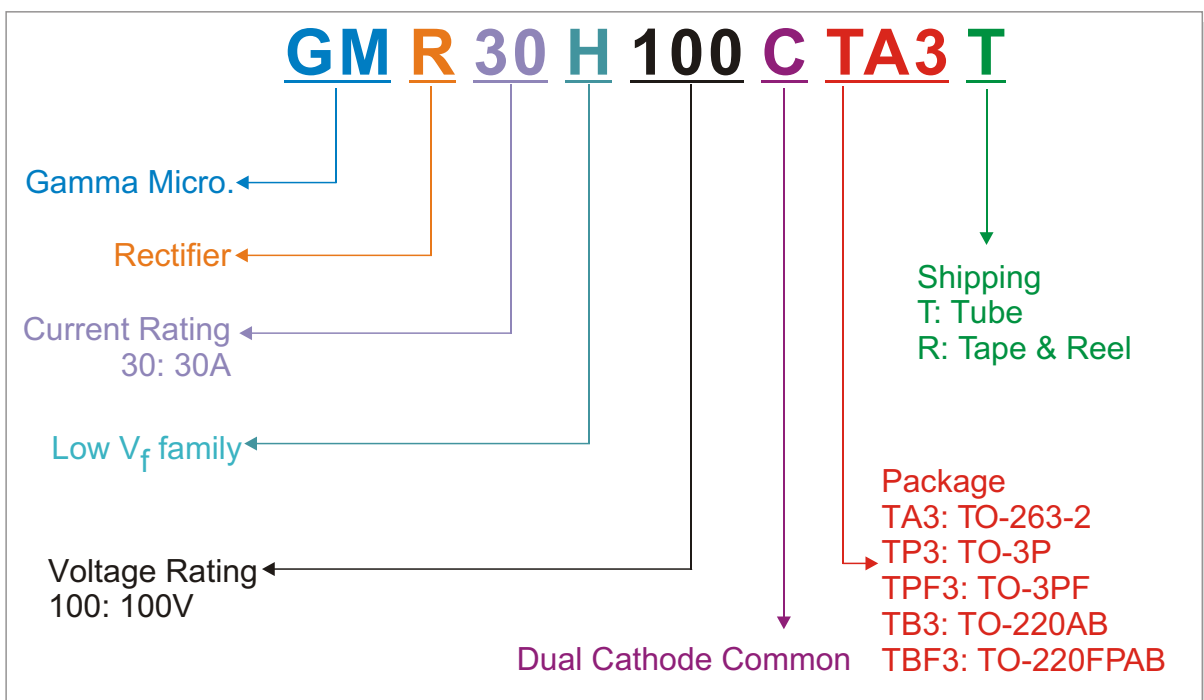 GM R 30 H 100 C TA3 T
Gamma Micro.
Rectifier
Current Rating
30: 30A
Low Vf family
Voltage Rating
100: 100V
Dual Cathode Common
Package
TA3: TO-263-2
TP3: TO-3P
TPF3: TO-3PF
TB3: TO-220AB
TBF3: TO-220FPAB
Shipping
T: Tube
R: Tape & Reel